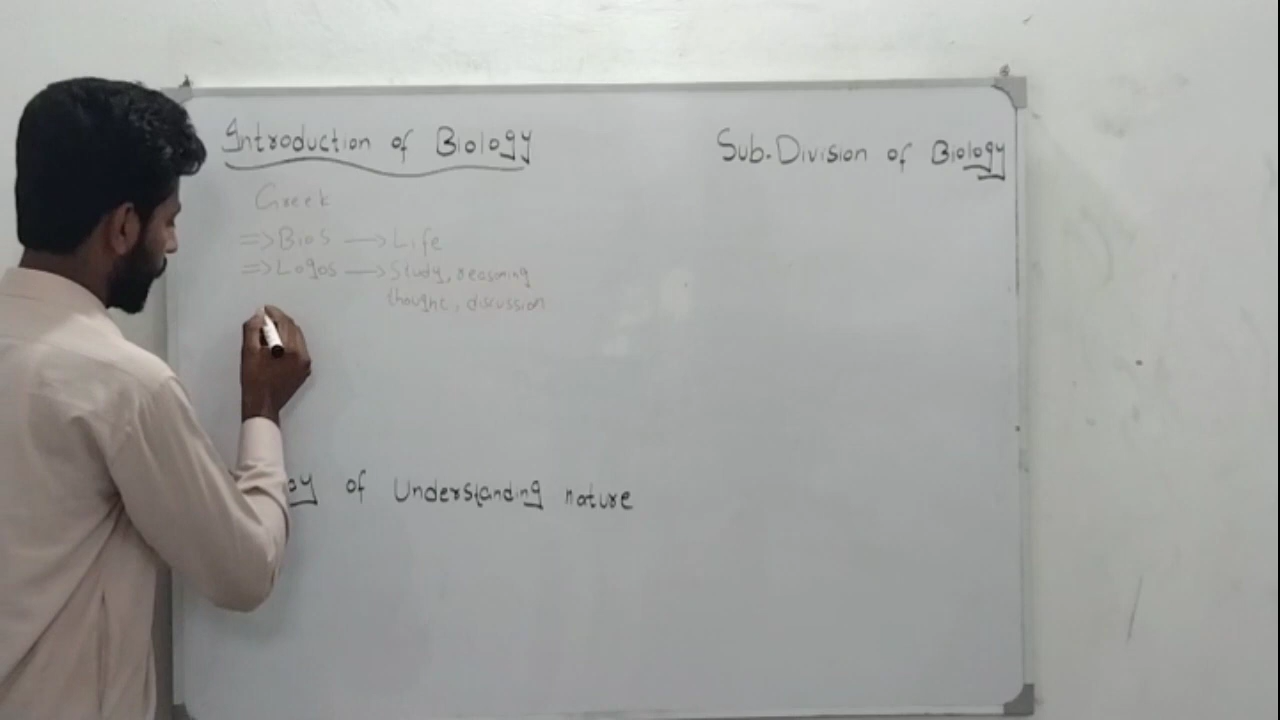 Introduction of Biology
Sub. Division of Biology
Greek
=> Bios → Life
=> Logos → Study, reasoning
thought, discussion
of Understanding nature